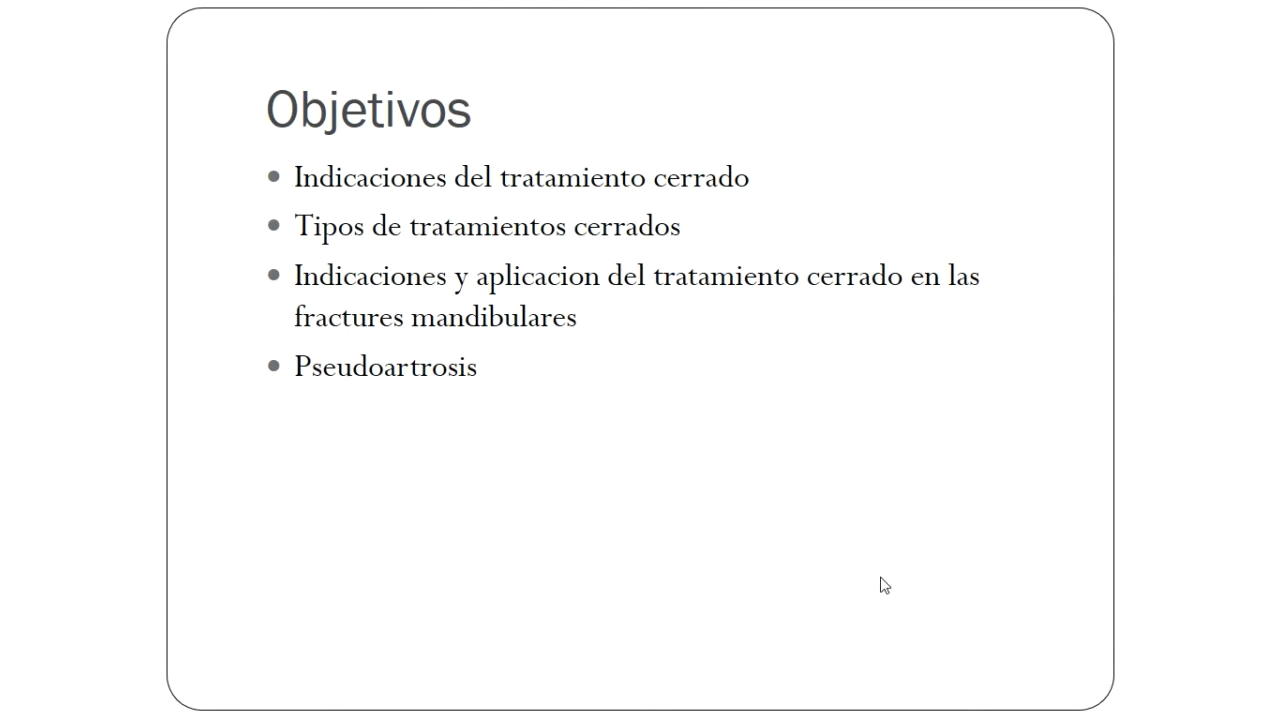 Objetivos
• Indicaciones del tratamiento cerrado
• Tipos de tratamientos cerrados
• Indicaciones y aplicacion del tratamiento cerrado en las
fractures mandibulares
• Pseudoartrosis